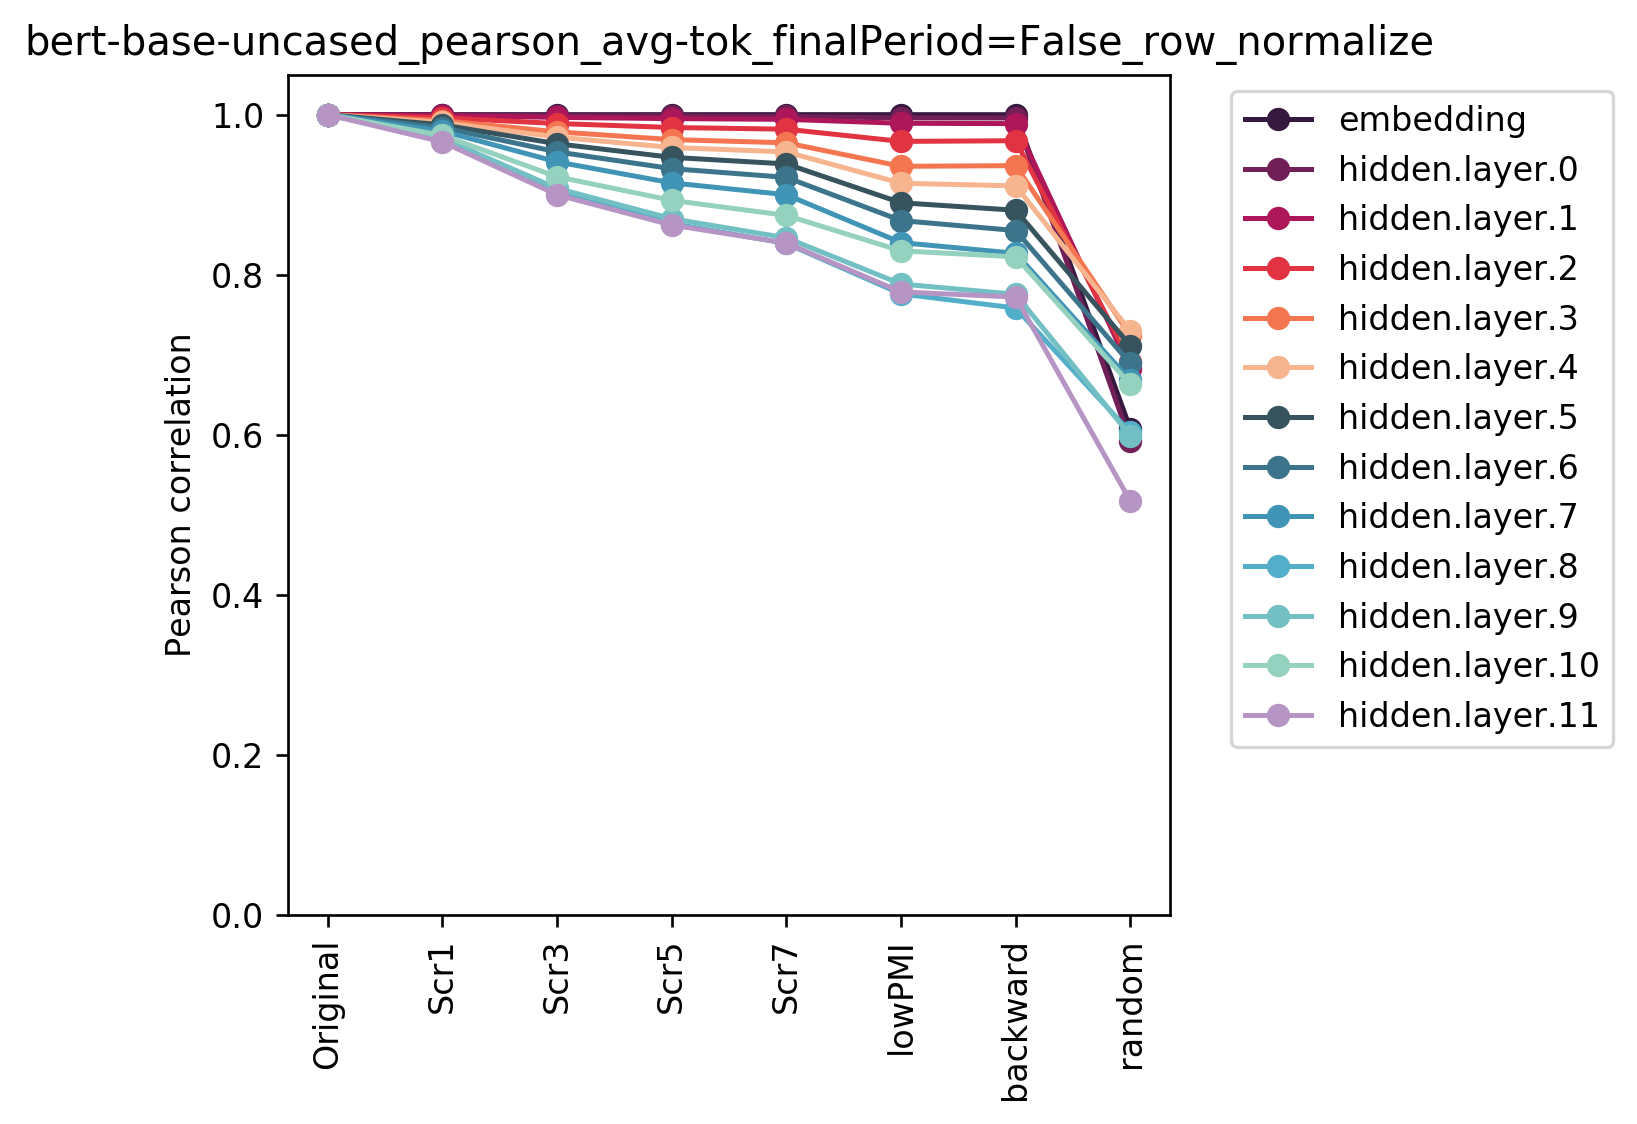 bert-base-uncased_pearson_avg-tok_finalPeriod=False_row_normalize
Pearson correlation
1.0
0.8
0.6
0.4
0.2
0.0
Original
Scr1
Scr3
Scr5
Scr7
lowPMI
backward
random
embedding
hidden.layer.0
hidden.layer.1
hidden.layer.2
hidden.layer.3
hidden.layer.4
hidden.layer.5
hidden.layer.6
hidden.layer.7
hidden.layer.8
hidden.layer.9
hidden.layer.10
hidden.layer.11